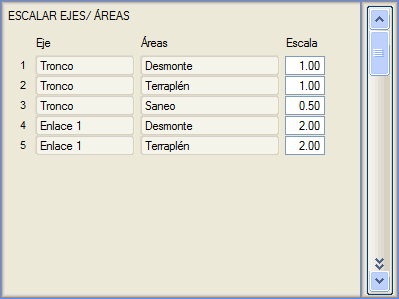 ESCALAR EJES/ ÁREAS
Eje Áreas Escala
1 Tronco Desmonte 1.00
2 Tronco Terraplén 1.00
3 Tronco Saneo 0.50
4 Enlace 1 Desmonte 2.00
5 Enlace 1 Terraplén 2.00